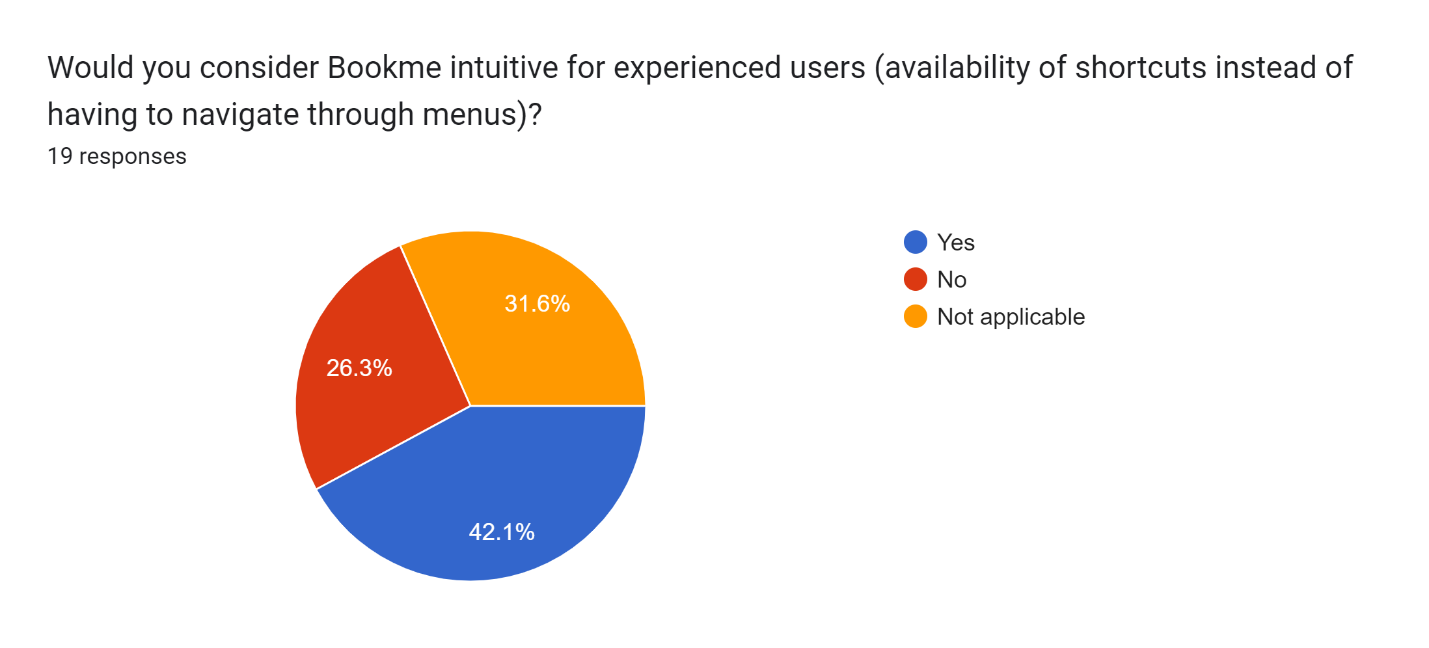 Would you consider Bookme intuitive for experienced users (availability of shortcuts instead of
having to navigate through menus)?
19 responses
Yes
No
Not applicable
31.6%
26.3%
42.1%